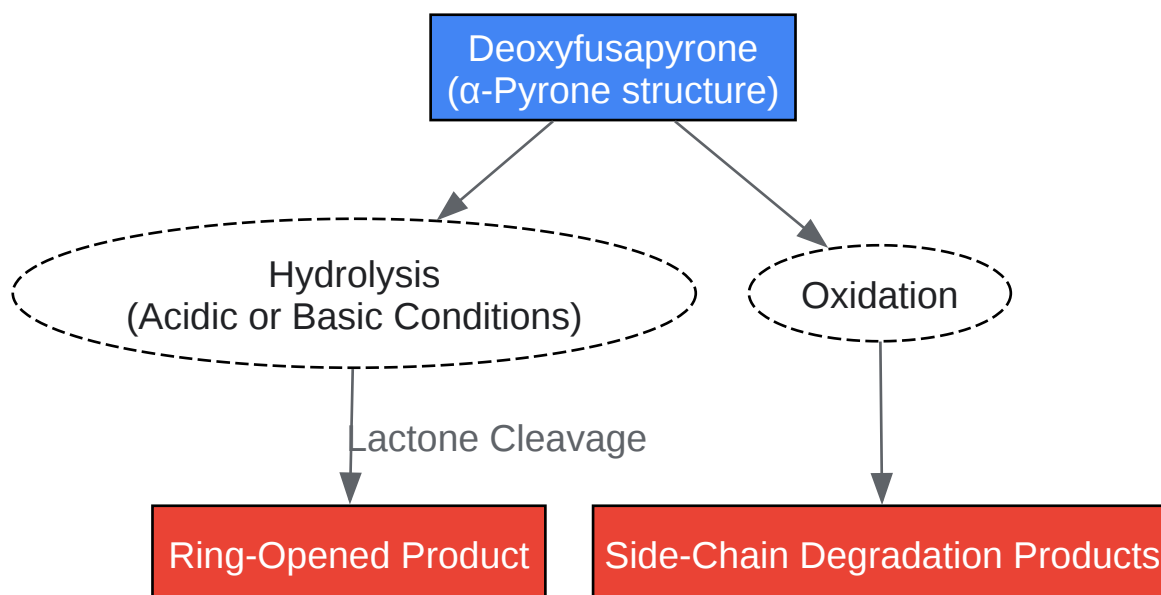 Deoxyfusapyrone
(α-Pyrone structure)
Hydrolysis
(Acidic or Basic Conditions)
Oxidation
Lactone Cleavage
Ring-Opened Product
Side-Chain Degradation Products